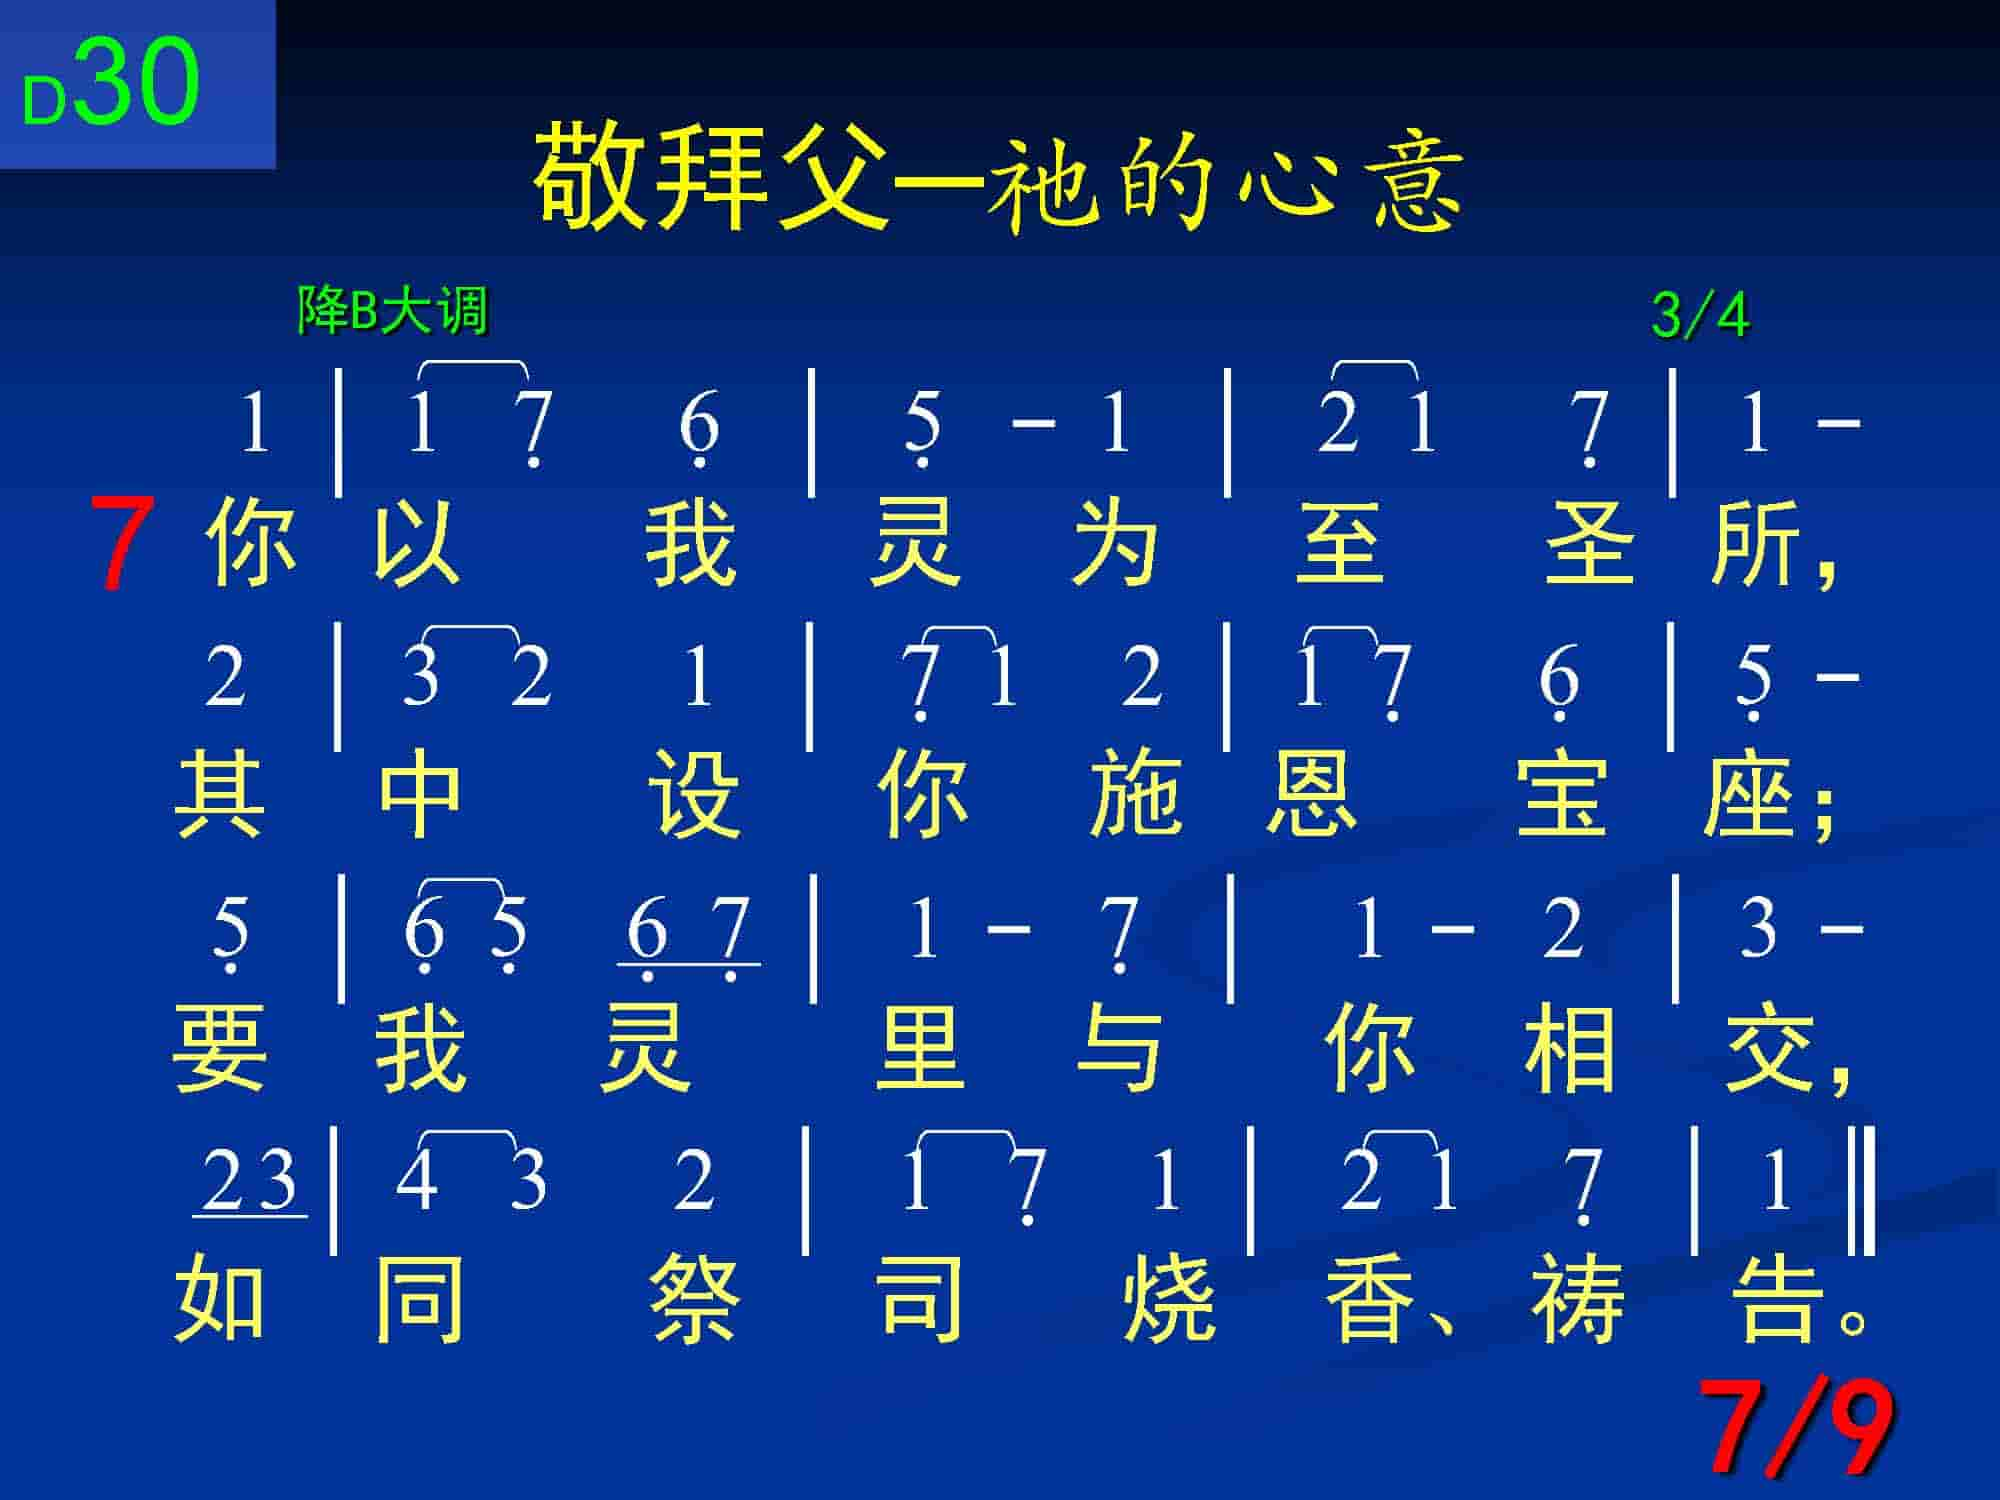 D30
敬拜父—祂的心意
降B大调 3/4
1 | 1 7̣ 6̣ | 5̣ - 1 | 2 1 7̣ | 1 -
7 你 以 我 灵 为 至 圣 所，
2 | 3 2 1 | 7̣ 1 2 | 1 7̣ 6̣ | 5̣ -
其 中 设 你 施 恩 宝 座；
5̣ | 6̣ 5̣ 6̣ 7̣ | 1 - 7̣ | 1 - 2 | 3 -
要 我 灵 里 与 你 相 交，
2 3 | 4 3 2 | 1 7̣ 1 | 2 1 7̣ | 1 ‖
如 同 祭 司 烧 香、祷 告。
7/9